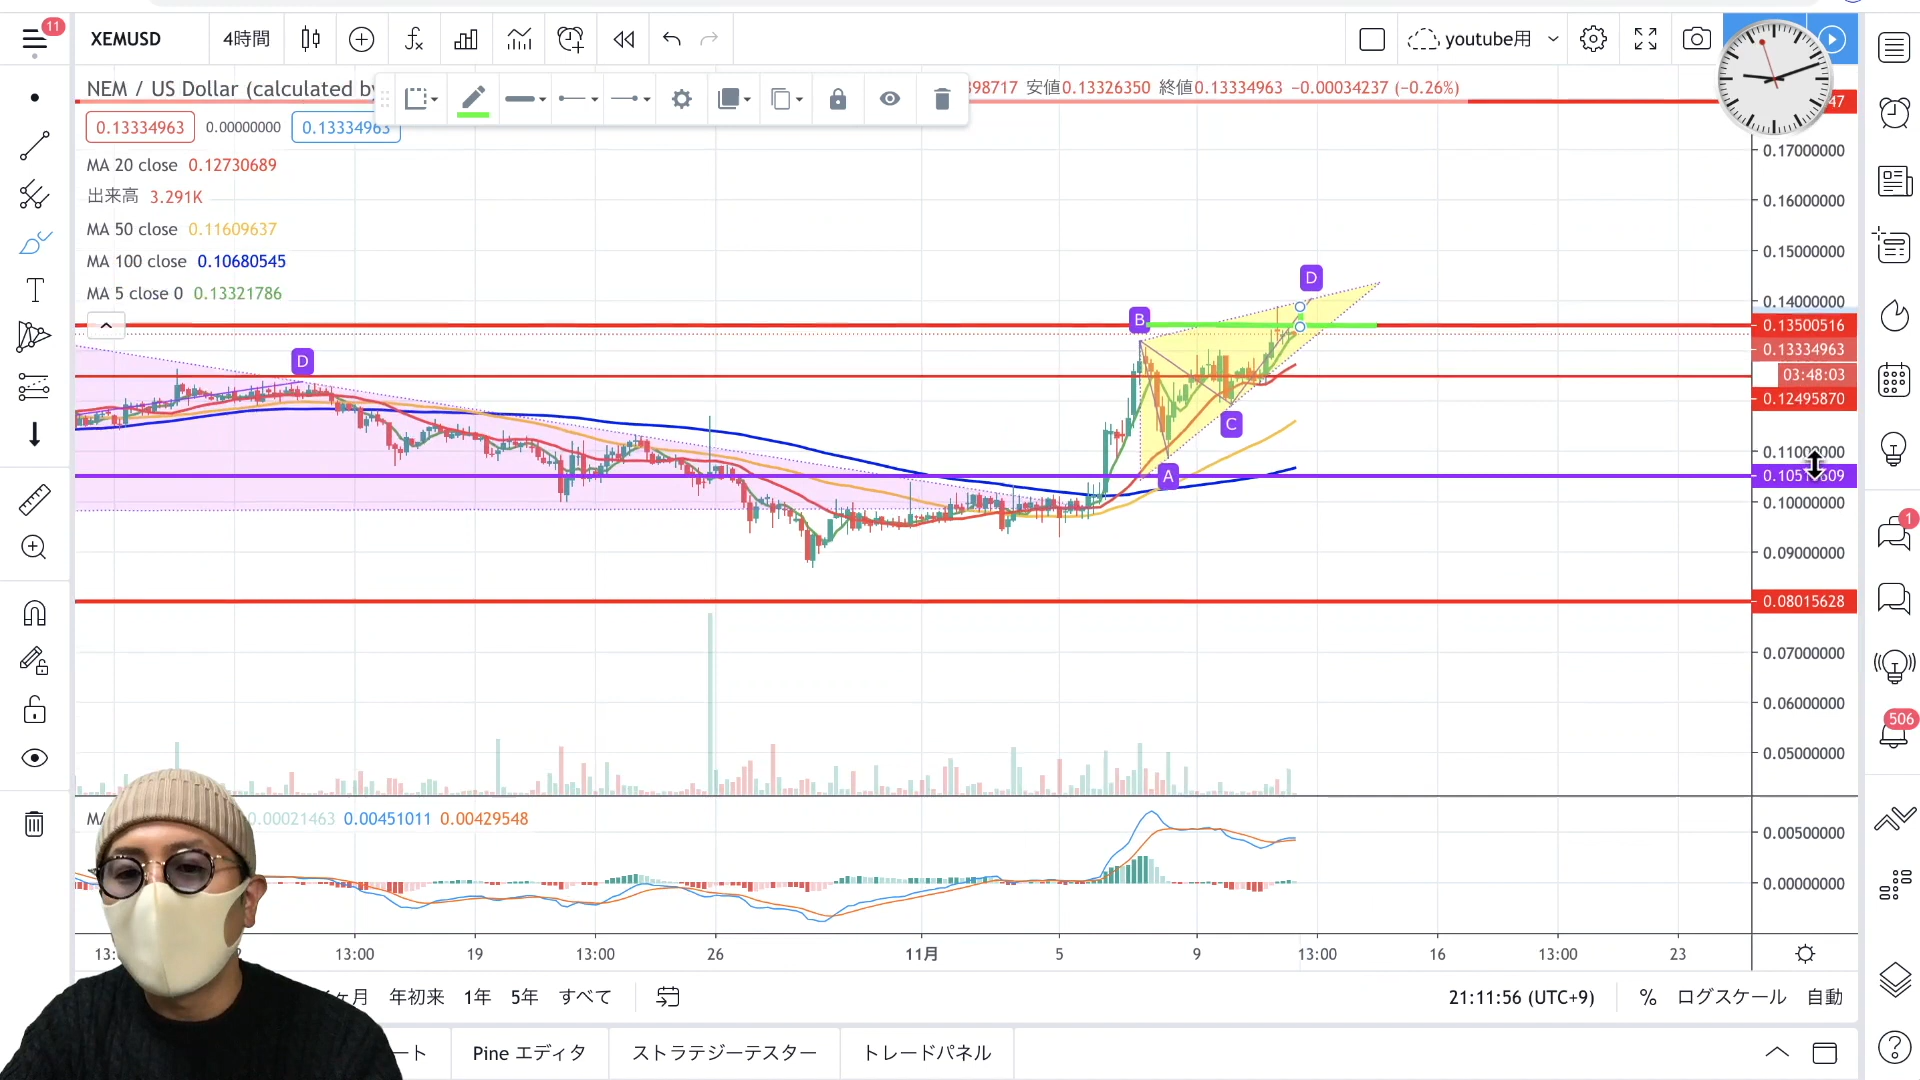 11
XEMUSD
4時間
youtube用
NEM / US Dollar (calculated by
398717 安値0.13326350 終値0.13334963 −0.00034237 (−0.26%)
47
0.13334963 0.00000000 0.13334963
MA 20 close 0.12730689
出来高 3.291K
MA 50 close 0.11609637
MA 100 close 0.10680545
MA 5 close 0 0.13321786
0.17000000
0.16000000
0.15000000
0.14000000
0.13500516
0.13334963
03:48:03
0.12495870
0.11000000
0.10000000
0.09000000
0.08015628
0.07000000
0.06000000
0.05000000
D
D
B
C
A
0.00021463 0.00451011 0.00429548
0.00500000
0.00000000
13:00
19
13:00
26
11月
5
9
13:00
16
13:00
23
ヶ月 年初来 1年 5年 すべて
21:11:56 (UTC+9) % ログスケール 自動
ート Pine エディタ ストラテジーテスター トレードパネル
1
506